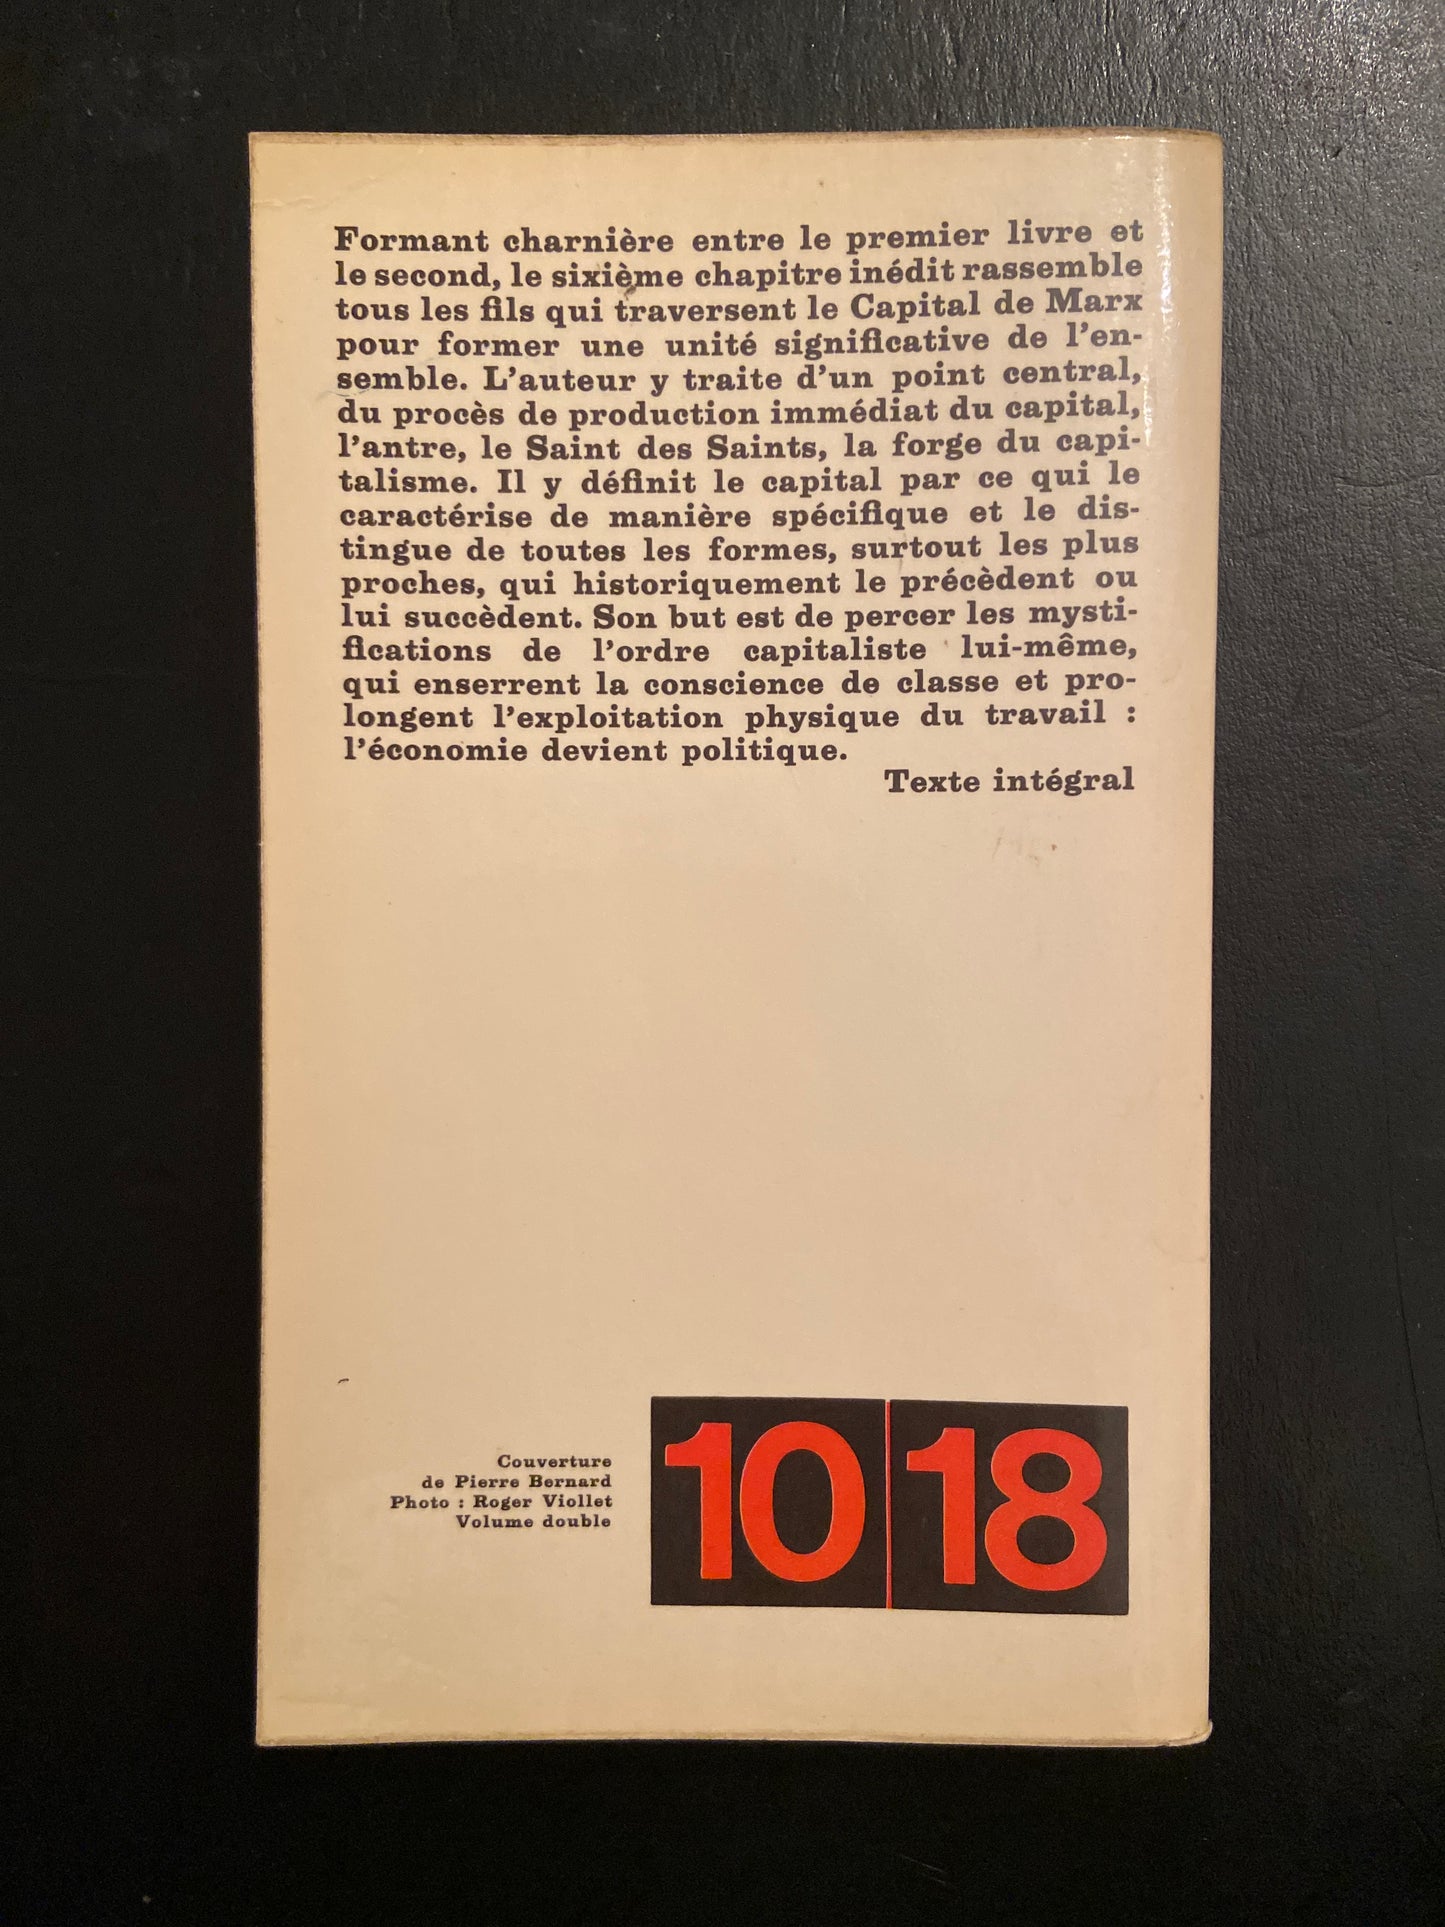 Formant charnière entre le premier livre et
le second, le sixième chapitre inédit rassemble
tous les fils qui traversent le Capital de Marx
pour former une unité significative de l'en-
semble. L'auteur y traite d'un point central,
du procès de production immédiat du capital,
l'antre, le Saint des Saints, la forge du capi-
talisme. Il y définit le capital par ce qui le
caractérise de manière spécifique et le dis-
tingue de toutes les formes, surtout les plus
proches, qui historiquement le précèdent ou
lui succèdent. Son but est de percer les mysti-
fications de l'ordre capitaliste lui-même,
qui enserrent la conscience de classe et pro-
longent l'exploitation physique du travail :
l'économie devient politique.
Texte intégral
Couverture
de Pierre Bernard
Photo : Roger Viollet
Volume double
10 18